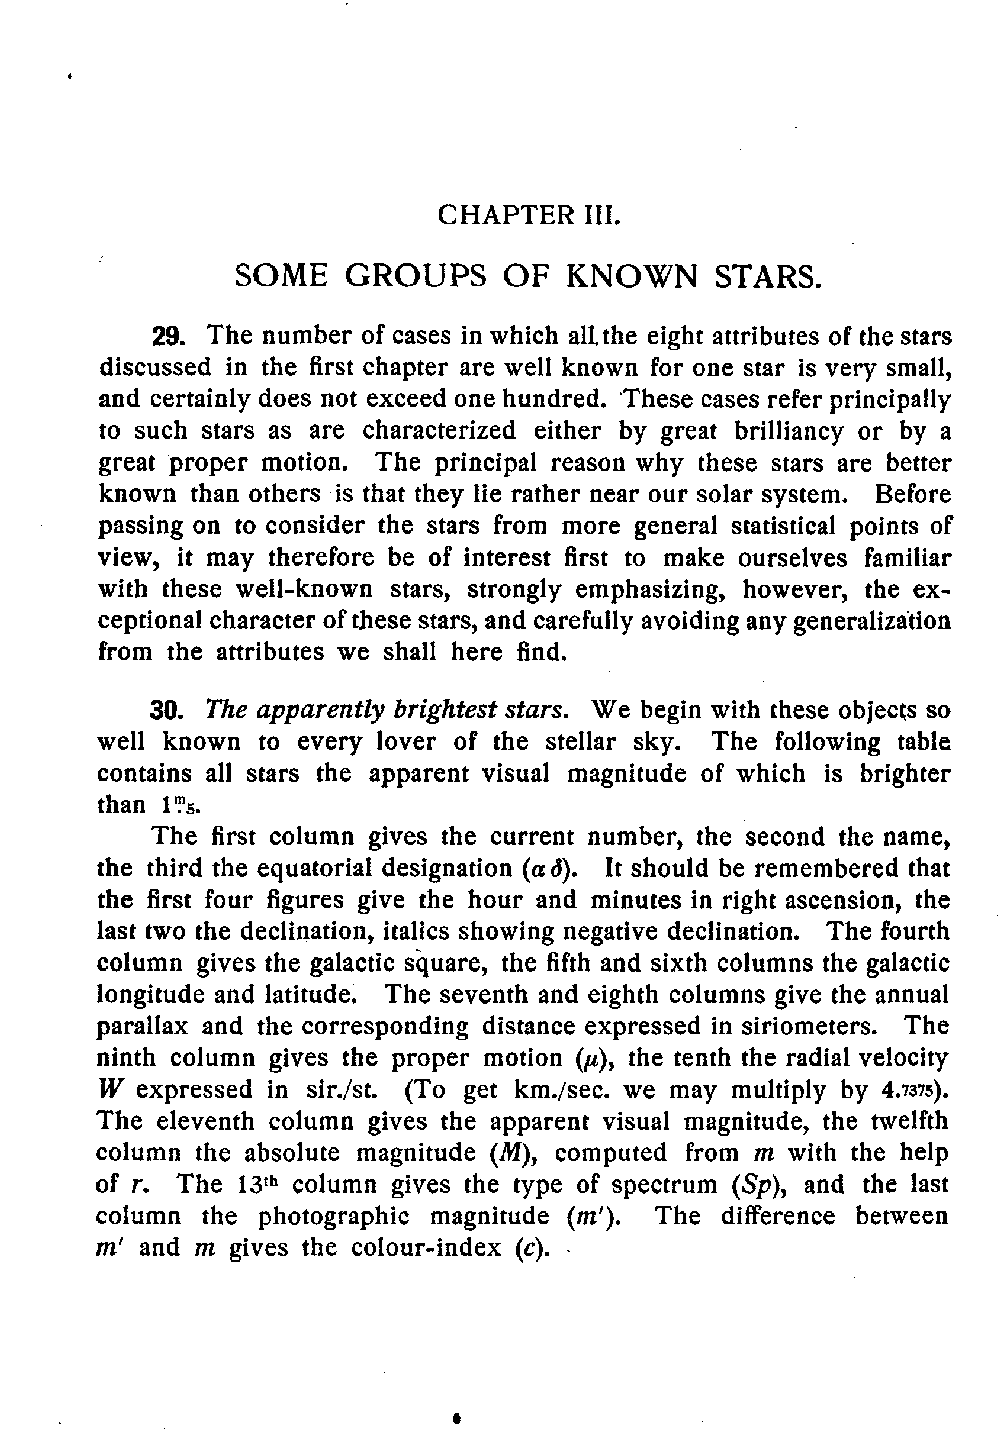 CHAPTER III.
SOME GROUPS OF KNOWN STARS.
29. The number of cases in which all the eight attributes of the stars
discussed in the first chapter are well known for one star is very small,
and certainly does not exceed one hundred. These cases refer principally
to such stars as are characterized either by great brilliancy or by a
great proper motion. The principal reason why these stars are better
known than others is that they lie rather near our solar system. Before
passing on to consider the stars from more general statistical points of
view, it may therefore be of interest first to make ourselves familiar
with these well-known stars, strongly emphasizing, however, the ex-
ceptional character of these stars, and carefully avoiding any generalization
from the attributes we shall here find.
30. The apparently brightest stars. We begin with these objects so
well known to every lover of the stellar sky. The following table
contains all stars the apparent visual magnitude of which is brighter
than 1ᵐ.5.
The first column gives the current number, the second the name,
the third the equatorial designation (α δ). It should be remembered that
the first four figures give the hour and minutes in right ascension, the
last two the declination, italics showing negative declination. The fourth
column gives the galactic square, the fifth and sixth columns the galactic
longitude and latitude. The seventh and eighth columns give the annual
parallax and the corresponding distance expressed in siriometers. The
ninth column gives the proper motion (μ), the tenth the radial velocity
W expressed in sir./st. (To get km./sec. we may multiply by 4.7375).
The eleventh column gives the apparent visual magnitude, the twelfth
column the absolute magnitude (M), computed from m with the help
of r. The 13ᵗʰ column gives the type of spectrum (Sp), and the last
column the photographic magnitude (m'). The difference between
m' and m gives the colour-index (c).